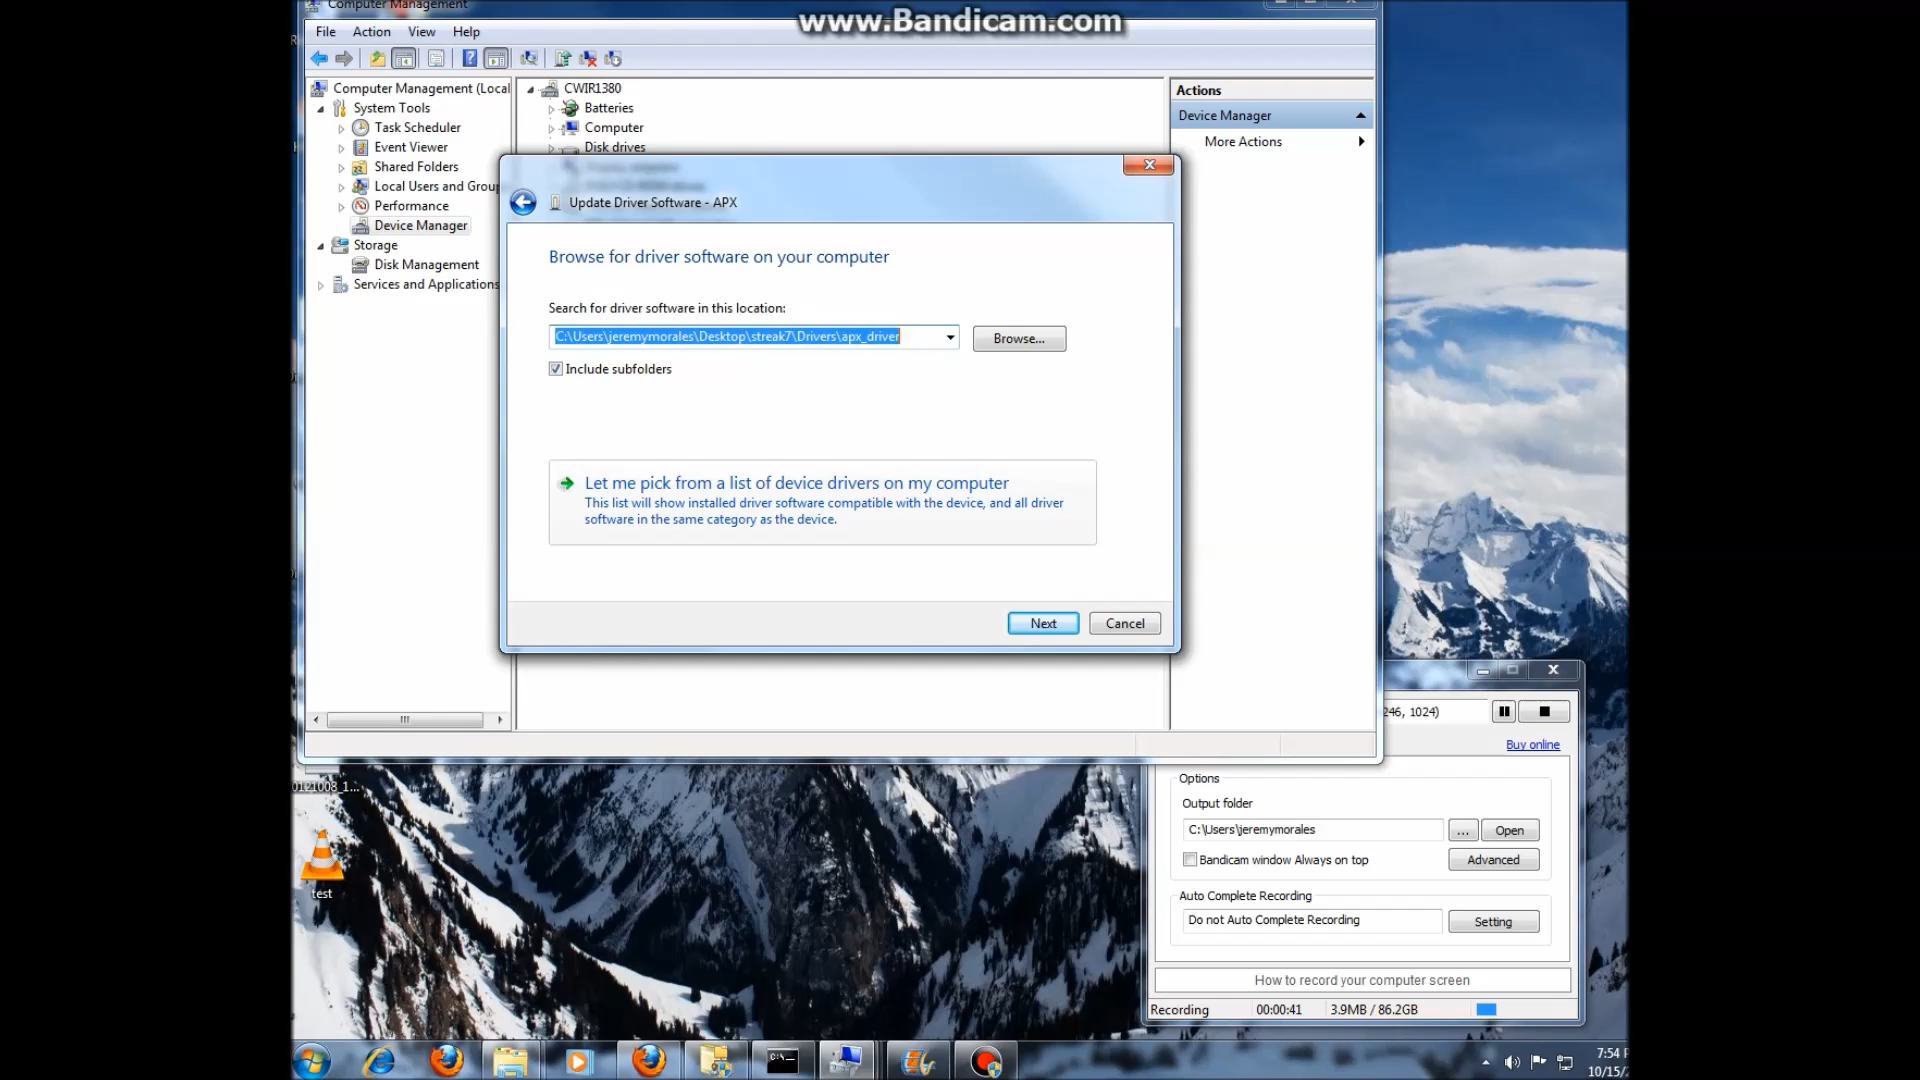 Computer Management
www.Bandicam.com
File Action View Help
Computer Management (Local
System Tools
Task Scheduler
Event Viewer
Shared Folders
Local Users and Group
Performance
Device Manager
Storage
Disk Management
Services and Applications
CWIR1380
Batteries
Computer
Disk drives
Actions
Device Manager
More Actions
Update Driver Software - APX
Browse for driver software on your computer
Search for driver software in this location:
C:\Users\jeremymorales\Desktop\streak7\Drivers\apx_driver
Browse...
Include subfolders
Let me pick from a list of device drivers on my computer
This list will show installed driver software compatible with the device, and all driver
software in the same category as the device.
Next
Cancel
246, 1024)
Buy online
Options
Output folder
C:\Users\jeremymorales
... Open
Bandicam window Always on top
Advanced
Auto Complete Recording
Do not Auto Complete Recording
Setting
How to record your computer screen
Recording 00:00:41 3.9MB / 86.2GB
0121008_1...
test
C:\_
7:54 P
10/15/2